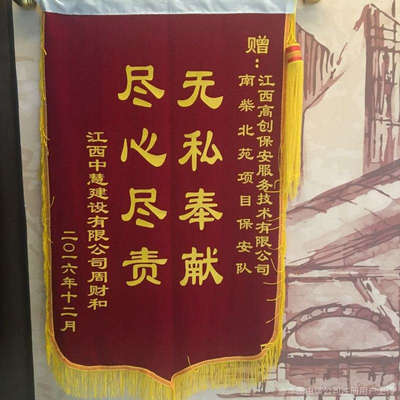 赠：
江西高创保安服务技术有限公司
南柴北苑项目保安队
无私奉献
尽心尽责
江西中慧建设有限公司周财和
二〇一六年十二月